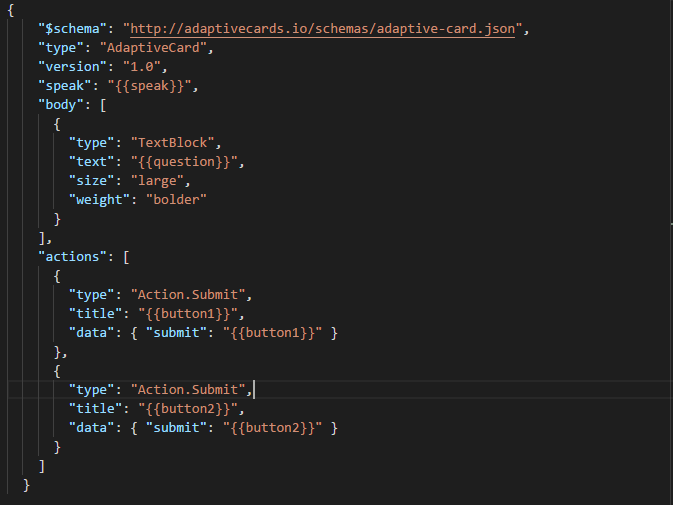 {
"$schema": "http://adaptivecards.io/schemas/adaptive-card.json",
"type": "AdaptiveCard",
"version": "1.0",
"speak": "{{speak}}",
"body": [
{
"type": "TextBlock",
"text": "{{question}}",
"size": "large",
"weight": "bolder"
}
],
"actions": [
{
"type": "Action.Submit",
"title": "{{button1}}",
"data": { "submit": "{{button1}}" }
},
{
"type": "Action.Submit",
"title": "{{button2}}",
"data": { "submit": "{{button2}}" }
}
]
}